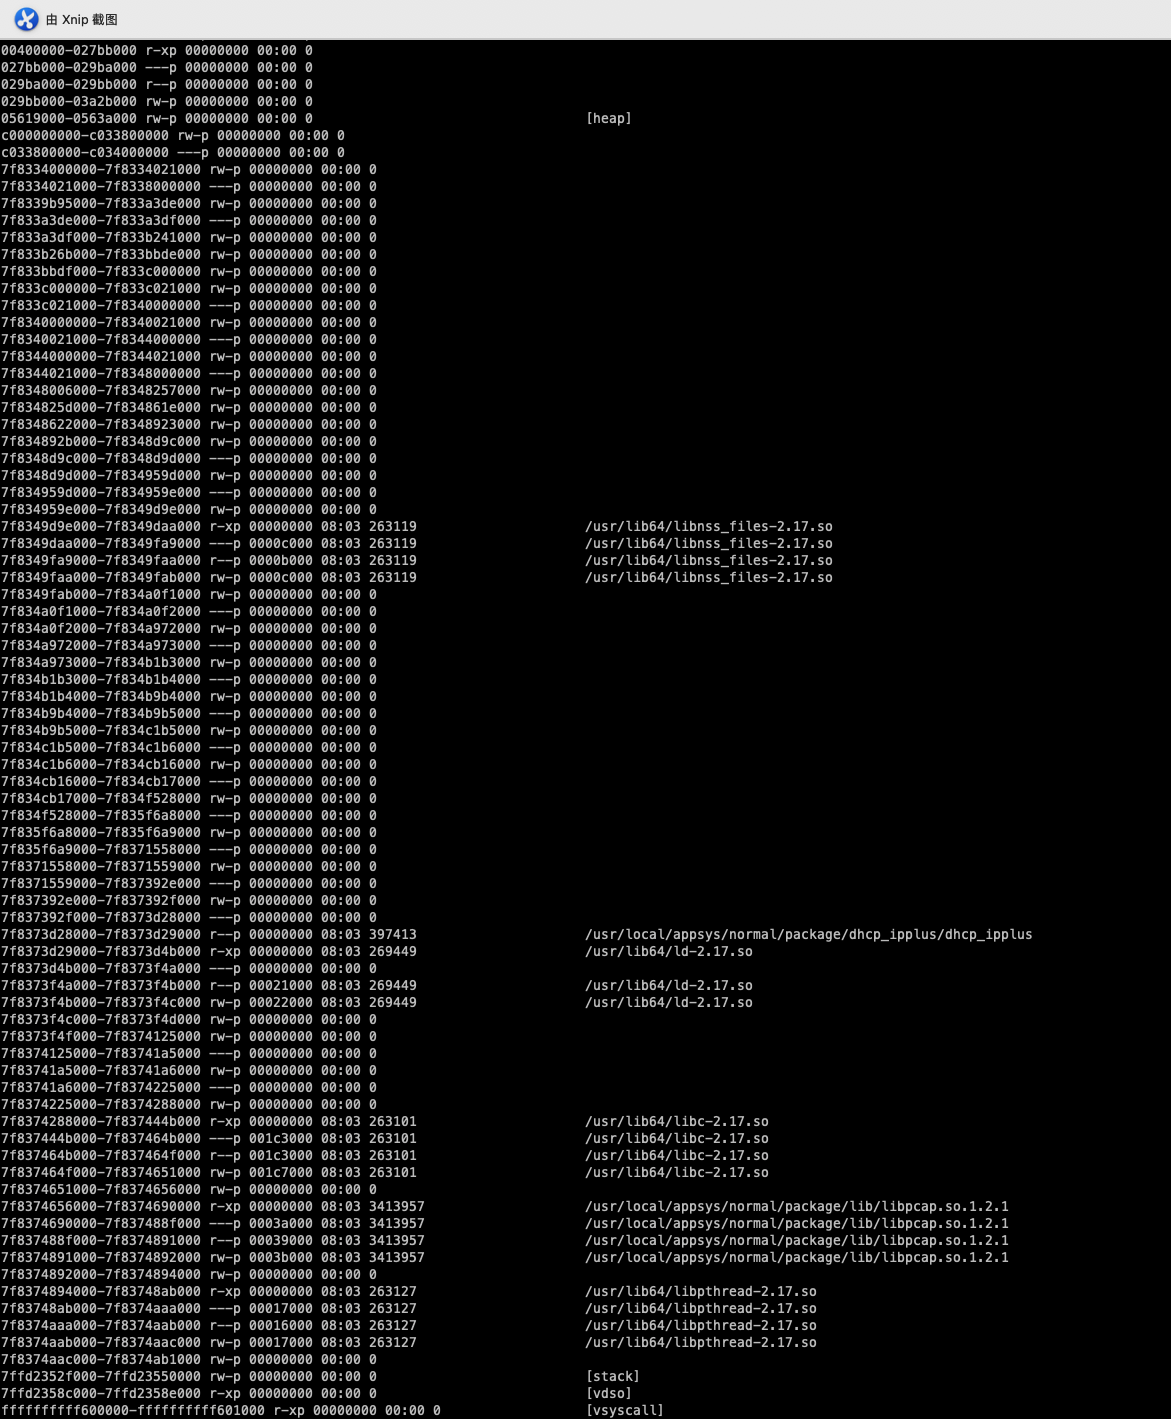 由 Xnip 截图
00400000-027bb000 r-xp 00000000 00:00 0
027bb000-029ba000 ---p 00000000 00:00 0
029ba000-029bb000 r--p 00000000 00:00 0
029bb000-03a2b000 rw-p 00000000 00:00 0
05619000-0563a000 rw-p 00000000 00:00 0 [heap]
c000000000-c033800000 rw-p 00000000 00:00 0
c033800000-c034000000 ---p 00000000 00:00 0
7f8334000000-7f8334021000 rw-p 00000000 00:00 0
7f8334021000-7f8338000000 ---p 00000000 00:00 0
7f8339b95000-7f833a3de000 rw-p 00000000 00:00 0
7f833a3de000-7f833a3df000 ---p 00000000 00:00 0
7f833a3df000-7f833b241000 rw-p 00000000 00:00 0
7f833b26b000-7f833bbde000 rw-p 00000000 00:00 0
7f833bbdf000-7f833c000000 rw-p 00000000 00:00 0
7f833c000000-7f833c021000 rw-p 00000000 00:00 0
7f833c021000-7f8340000000 ---p 00000000 00:00 0
7f8340000000-7f8340021000 rw-p 00000000 00:00 0
7f8340021000-7f8344000000 ---p 00000000 00:00 0
7f8344000000-7f8344021000 rw-p 00000000 00:00 0
7f8344021000-7f8348000000 ---p 00000000 00:00 0
7f8348006000-7f8348257000 rw-p 00000000 00:00 0
7f834825d000-7f834861e000 rw-p 00000000 00:00 0
7f8348622000-7f8348923000 rw-p 00000000 00:00 0
7f834892b000-7f8348d9c000 rw-p 00000000 00:00 0
7f8348d9c000-7f8348d9d000 ---p 00000000 00:00 0
7f8348d9d000-7f834959d000 rw-p 00000000 00:00 0
7f834959d000-7f834959e000 ---p 00000000 00:00 0
7f834959e000-7f8349d9e000 rw-p 00000000 00:00 0
7f8349d9e000-7f8349daa000 r-xp 00000000 08:03 263119 /usr/lib64/libnss_files-2.17.so
7f8349daa000-7f8349fa9000 ---p 0000c000 08:03 263119 /usr/lib64/libnss_files-2.17.so
7f8349fa9000-7f8349faa000 r--p 0000b000 08:03 263119 /usr/lib64/libnss_files-2.17.so
7f8349faa000-7f8349fab000 rw-p 0000c000 08:03 263119 /usr/lib64/libnss_files-2.17.so
7f8349fab000-7f834a0f1000 rw-p 00000000 00:00 0
7f834a0f1000-7f834a0f2000 ---p 00000000 00:00 0
7f834a0f2000-7f834a972000 rw-p 00000000 00:00 0
7f834a972000-7f834a973000 ---p 00000000 00:00 0
7f834a973000-7f834b1b3000 rw-p 00000000 00:00 0
7f834b1b3000-7f834b1b4000 ---p 00000000 00:00 0
7f834b1b4000-7f834b9b4000 rw-p 00000000 00:00 0
7f834b9b4000-7f834b9b5000 ---p 00000000 00:00 0
7f834b9b5000-7f834c1b5000 rw-p 00000000 00:00 0
7f834c1b5000-7f834c1b6000 ---p 00000000 00:00 0
7f834c1b6000-7f834cb16000 rw-p 00000000 00:00 0
7f834cb16000-7f834cb17000 ---p 00000000 00:00 0
7f834cb17000-7f834f528000 rw-p 00000000 00:00 0
7f834f528000-7f835f6a8000 ---p 00000000 00:00 0
7f835f6a8000-7f835f6a9000 rw-p 00000000 00:00 0
7f835f6a9000-7f8371558000 ---p 00000000 00:00 0
7f8371558000-7f8371559000 rw-p 00000000 00:00 0
7f8371559000-7f837392e000 ---p 00000000 00:00 0
7f837392e000-7f837392f000 rw-p 00000000 00:00 0
7f837392f000-7f8373d28000 ---p 00000000 00:00 0
7f8373d28000-7f8373d29000 r--p 00000000 08:03 397413 /usr/local/appsys/normal/package/dhcp_ipplus/dhcp_ipplus
7f8373d29000-7f8373d4b000 r-xp 00000000 08:03 269449 /usr/lib64/ld-2.17.so
7f8373d4b000-7f8373f4a000 ---p 00000000 00:00 0
7f8373f4a000-7f8373f4b000 r--p 00021000 08:03 269449 /usr/lib64/ld-2.17.so
7f8373f4b000-7f8373f4c000 rw-p 00022000 08:03 269449 /usr/lib64/ld-2.17.so
7f8373f4c000-7f8373f4d000 rw-p 00000000 00:00 0
7f8373f4f000-7f8374125000 rw-p 00000000 00:00 0
7f8374125000-7f83741a5000 ---p 00000000 00:00 0
7f83741a5000-7f83741a6000 rw-p 00000000 00:00 0
7f83741a6000-7f8374225000 ---p 00000000 00:00 0
7f8374225000-7f8374288000 rw-p 00000000 00:00 0
7f8374288000-7f837444b000 r-xp 00000000 08:03 263101 /usr/lib64/libc-2.17.so
7f837444b000-7f837464b000 ---p 001c3000 08:03 263101 /usr/lib64/libc-2.17.so
7f837464b000-7f837464f000 r--p 001c3000 08:03 263101 /usr/lib64/libc-2.17.so
7f837464f000-7f8374651000 rw-p 001c7000 08:03 263101 /usr/lib64/libc-2.17.so
7f8374651000-7f8374656000 rw-p 00000000 00:00 0
7f8374656000-7f8374690000 r-xp 00000000 08:03 3413957 /usr/local/appsys/normal/package/lib/libpcap.so.1.2.1
7f8374690000-7f837488f000 ---p 0003a000 08:03 3413957 /usr/local/appsys/normal/package/lib/libpcap.so.1.2.1
7f837488f000-7f8374891000 r--p 00039000 08:03 3413957 /usr/local/appsys/normal/package/lib/libpcap.so.1.2.1
7f8374891000-7f8374892000 rw-p 0003b000 08:03 3413957 /usr/local/appsys/normal/package/lib/libpcap.so.1.2.1
7f8374892000-7f8374894000 rw-p 00000000 00:00 0
7f8374894000-7f83748ab000 r-xp 00000000 08:03 263127 /usr/lib64/libpthread-2.17.so
7f83748ab000-7f8374aaa000 ---p 00017000 08:03 263127 /usr/lib64/libpthread-2.17.so
7f8374aaa000-7f8374aab000 r--p 00016000 08:03 263127 /usr/lib64/libpthread-2.17.so
7f8374aab000-7f8374aac000 rw-p 00017000 08:03 263127 /usr/lib64/libpthread-2.17.so
7f8374aac000-7f8374ab1000 rw-p 00000000 00:00 0
7ffd2352f000-7ffd23550000 rw-p 00000000 00:00 0 [stack]
7ffd2358c000-7ffd2358e000 r-xp 00000000 00:00 0 [vdso]
ffffffffff600000-ffffffffff601000 r-xp 00000000 00:00 0 [vsyscall]